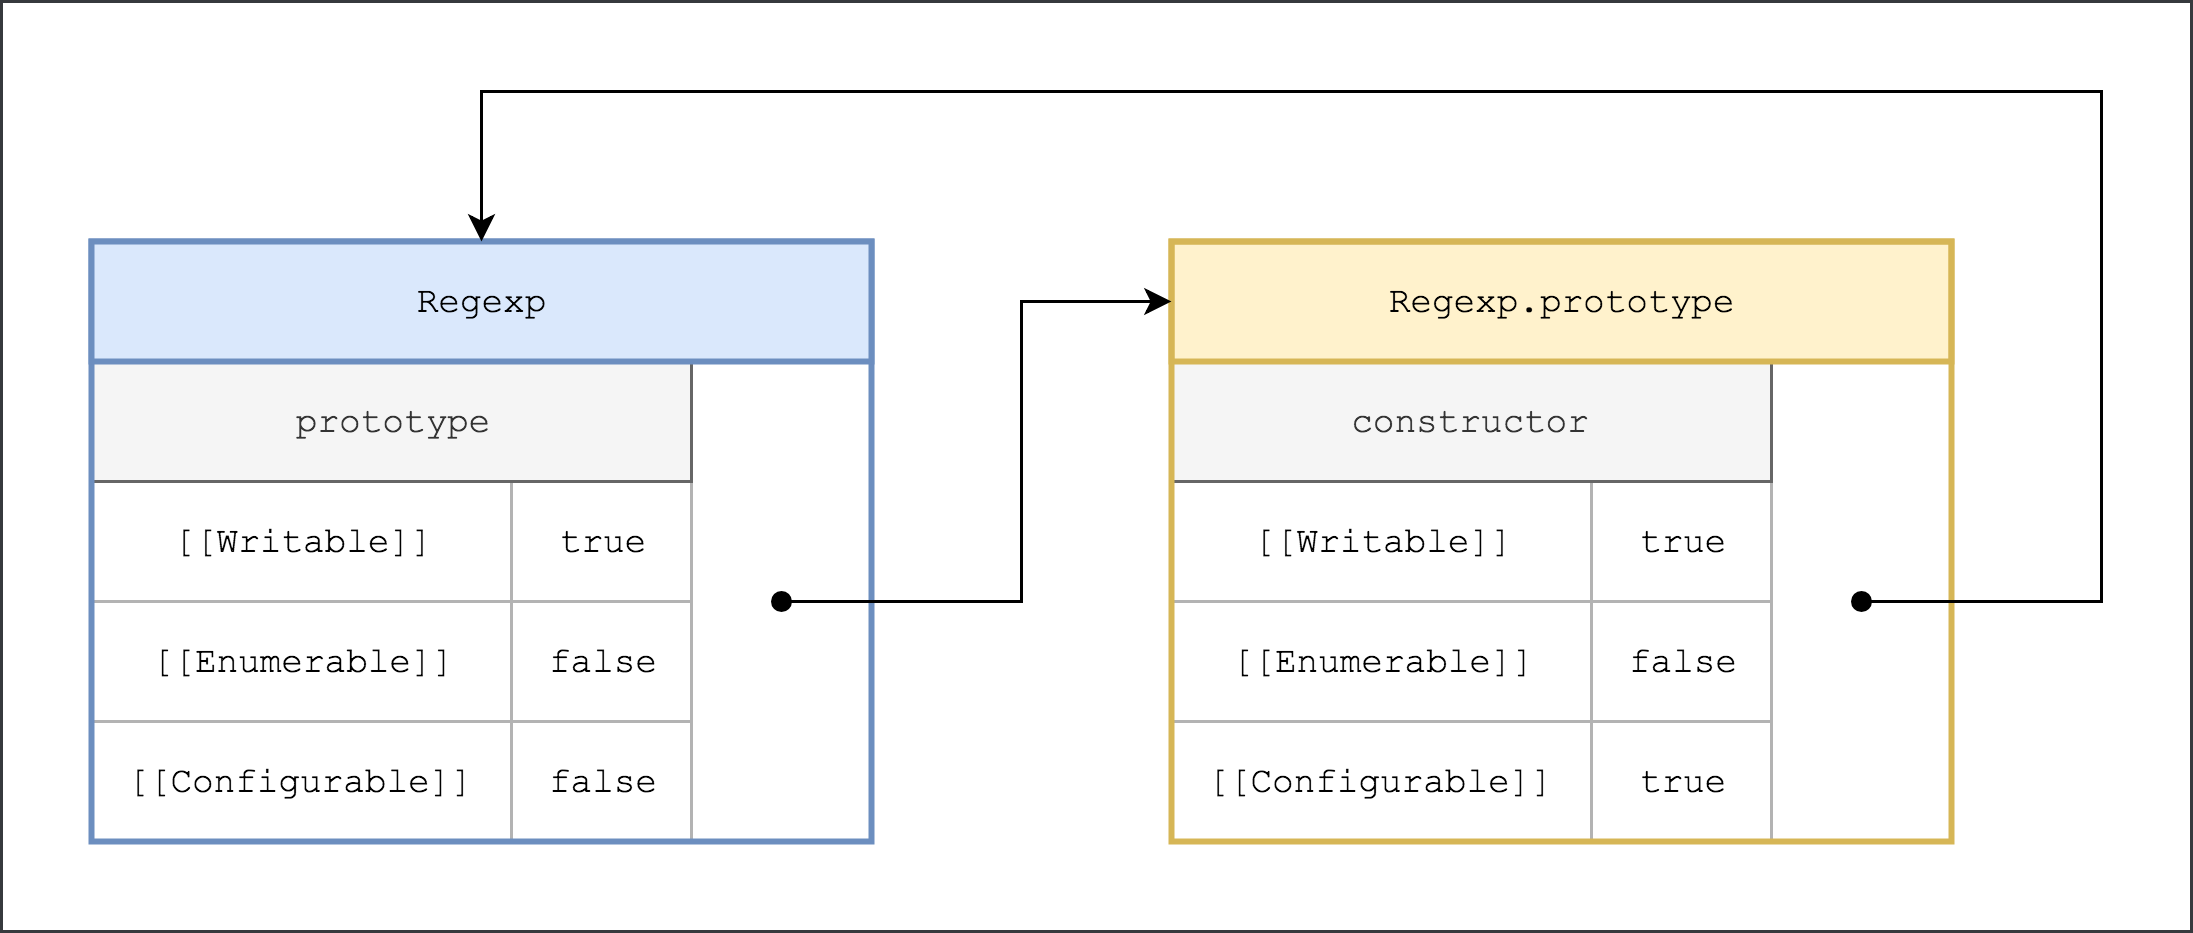 Regexp
prototype
[[Writable]] true
[[Enumerable]] false
[[Configurable]] false
Regexp.prototype
constructor
[[Writable]] true
[[Enumerable]] false
[[Configurable]] true